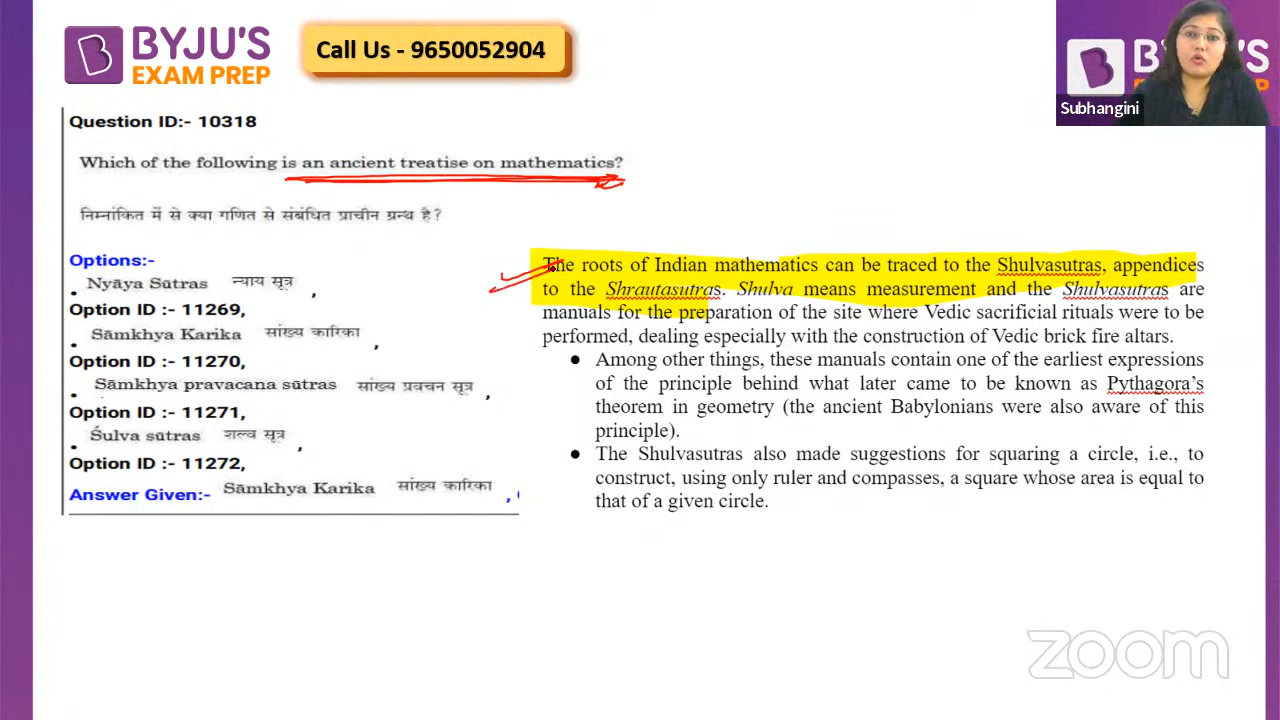 BYJU'S
EXAM PREP
Call Us - 9650052904
Subhangini
Question ID:- 10318
Which of the following is an ancient treatise on mathematics?
निम्नांकित में से क्या गणित से संबंधित प्राचीन ग्रन्थ है?
Options:-
Nyāya Sūtras न्याय सूत्र ,
Option ID :- 11269,
Sāmkhya Karika सांख्य कारिका ,
Option ID :- 11270,
Sāmkhya pravacana sūtras सांख्य प्रवचन सूत्र ,
Option ID :- 11271,
Śulva sūtras शल्व सूत्र ,
Option ID :- 11272,
Answer Given:- Sāmkhya Karika सांख्य कारिका ,
The roots of Indian mathematics can be traced to the Shulvasutras, appendices
to the Shrautasutras. Shulva means measurement and the Shulvasutras are
manuals for the preparation of the site where Vedic sacrificial rituals were to be
performed, dealing especially with the construction of Vedic brick fire altars.
● Among other things, these manuals contain one of the earliest expressions
of the principle behind what later came to be known as Pythagora's
theorem in geometry (the ancient Babylonians were also aware of this
principle).
● The Shulvasutras also made suggestions for squaring a circle, i.e., to
construct, using only ruler and compasses, a square whose area is equal to
that of a given circle.
zoom